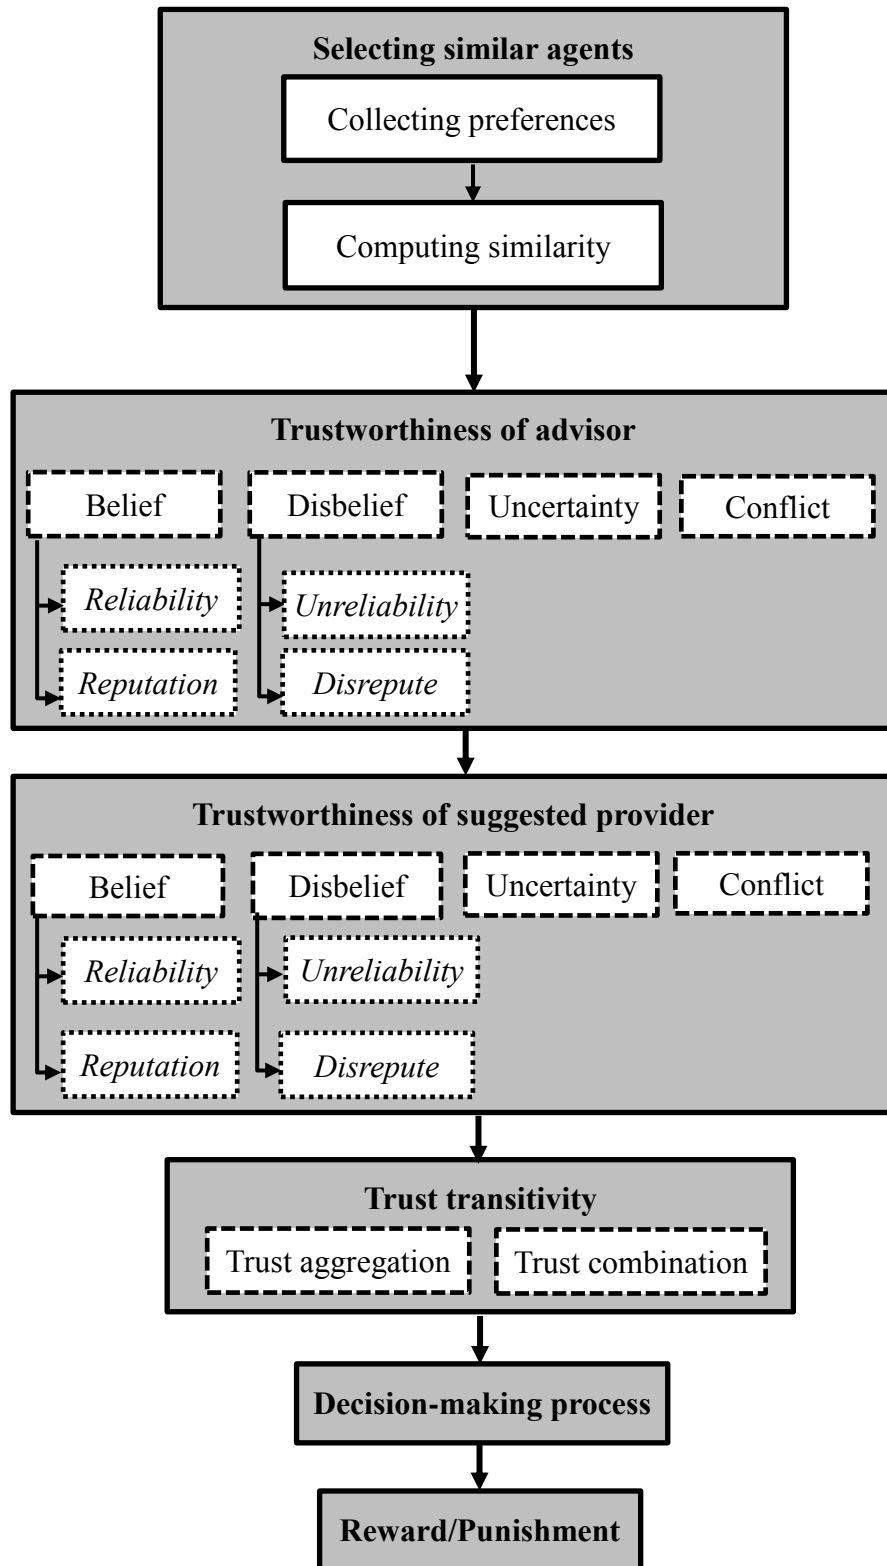 Selecting similar agents
Collecting preferences
Computing similarity
Trustworthiness of advisor
Belief
Disbelief
Uncertainty
Conflict
Reliability
Unreliability
Reputation
Disrepute
Trustworthiness of suggested provider
Belief
Disbelief
Uncertainty
Conflict
Reliability
Unreliability
Reputation
Disrepute
Trust transitivity
Trust aggregation
Trust combination
Decision-making process
Reward/Punishment